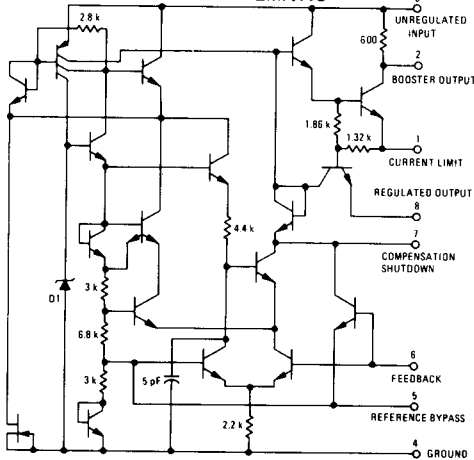 2.8 k
UNREGULATED
INPUT
600
2
BOOSTER OUTPUT
1.86 k
1.32 k
1
CURRENT LIMIT
REGULATED OUTPUT
8
7
COMPENSATION
SHUTDOWN
4.4 k
D1
3 k
6.8 k
3 k
5 pF
6
FEEDBACK
5
REFERENCE BYPASS
2.2 k
4
GROUND